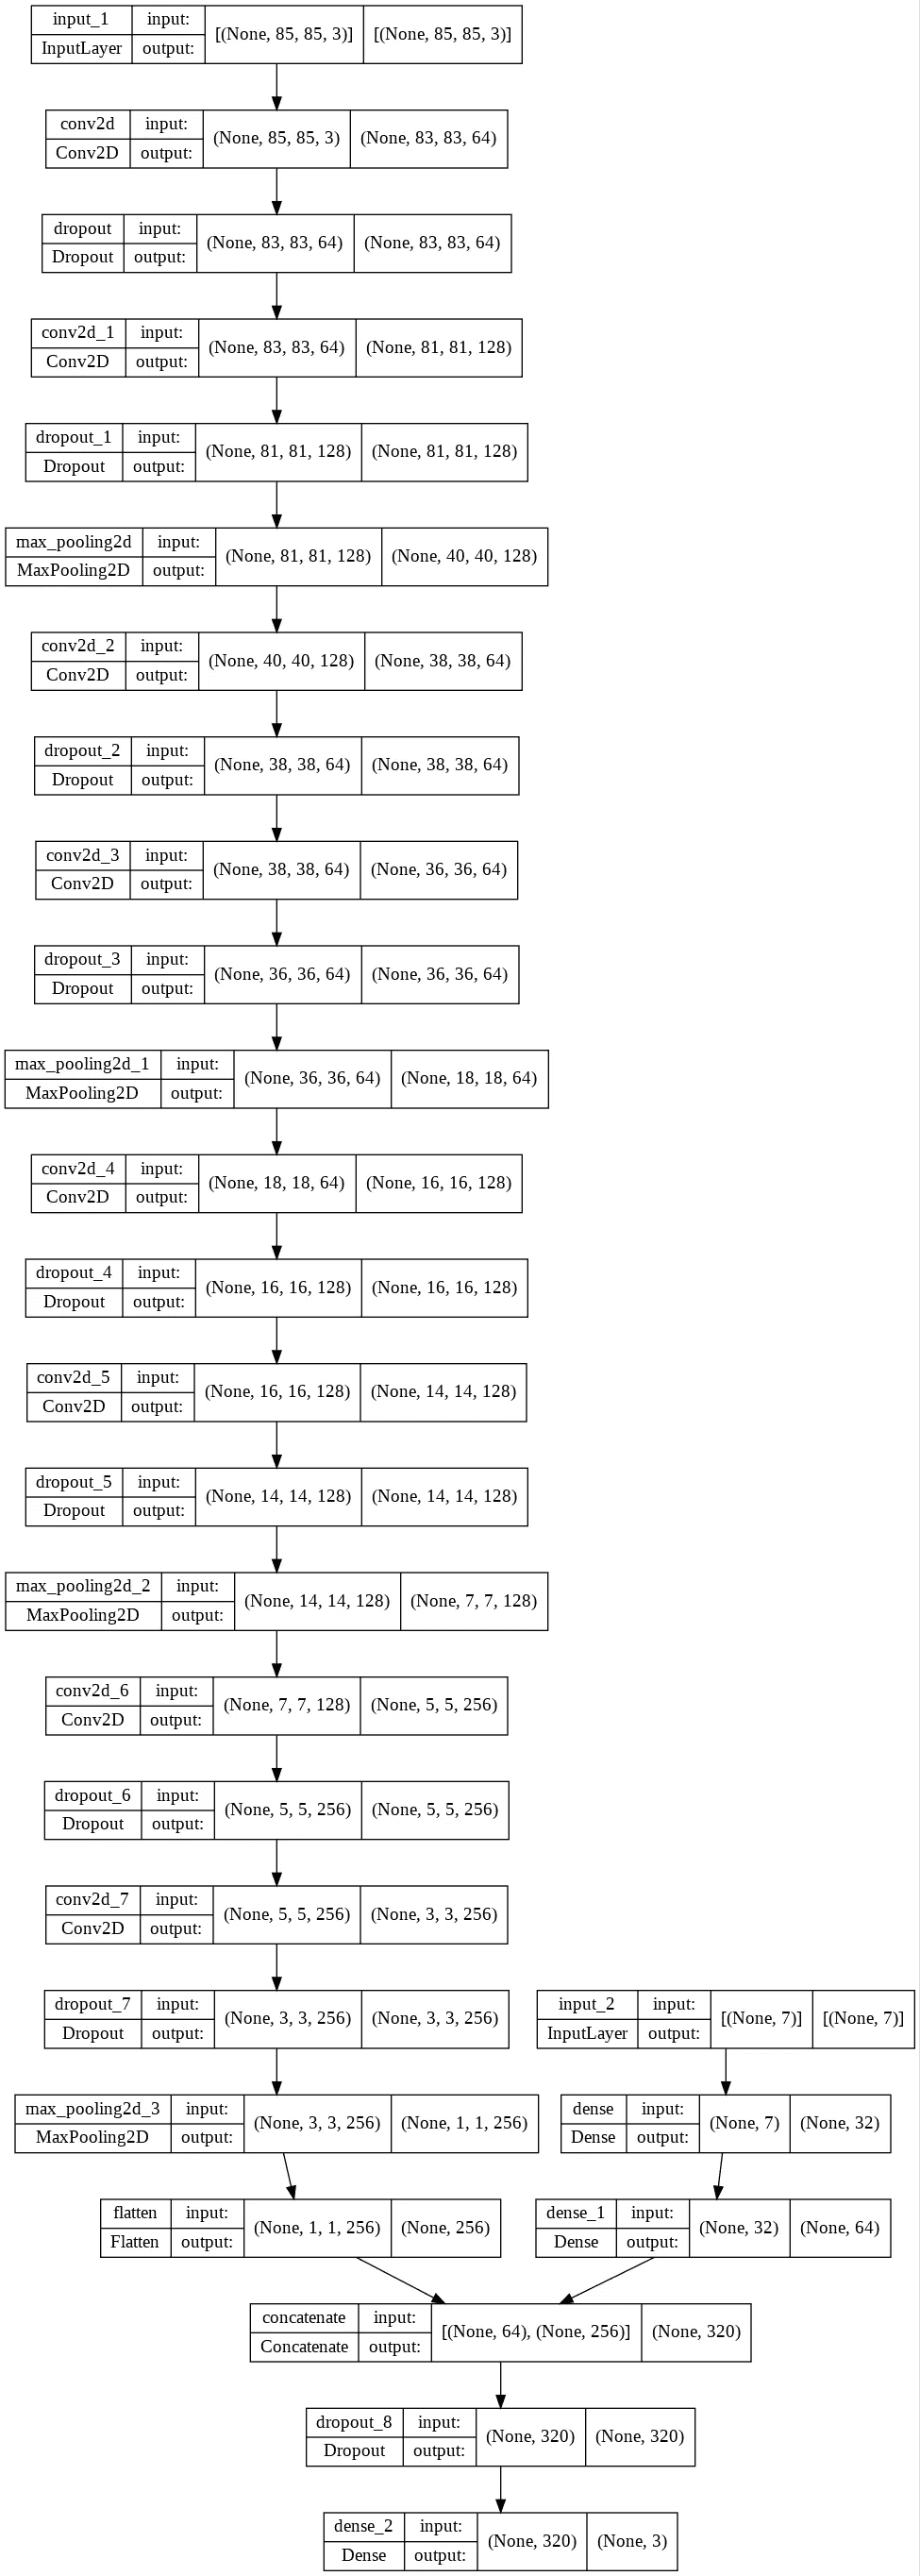 input_1 input: [(None, 85, 85, 3)] [(None, 85, 85, 3)]
InputLayer output:
conv2d input: (None, 85, 85, 3) (None, 83, 83, 64)
Conv2D output:
dropout input: (None, 83, 83, 64) (None, 83, 83, 64)
Dropout output:
conv2d_1 input: (None, 83, 83, 64) (None, 81, 81, 128)
Conv2D output:
dropout_1 input: (None, 81, 81, 128) (None, 81, 81, 128)
Dropout output:
max_pooling2d input: (None, 81, 81, 128) (None, 40, 40, 128)
MaxPooling2D output:
conv2d_2 input: (None, 40, 40, 128) (None, 38, 38, 64)
Conv2D output:
dropout_2 input: (None, 38, 38, 64) (None, 38, 38, 64)
Dropout output:
conv2d_3 input: (None, 38, 38, 64) (None, 36, 36, 64)
Conv2D output:
dropout_3 input: (None, 36, 36, 64) (None, 36, 36, 64)
Dropout output:
max_pooling2d_1 input: (None, 36, 36, 64) (None, 18, 18, 64)
MaxPooling2D output:
conv2d_4 input: (None, 18, 18, 64) (None, 16, 16, 128)
Conv2D output:
dropout_4 input: (None, 16, 16, 128) (None, 16, 16, 128)
Dropout output:
conv2d_5 input: (None, 16, 16, 128) (None, 14, 14, 128)
Conv2D output:
dropout_5 input: (None, 14, 14, 128) (None, 14, 14, 128)
Dropout output:
max_pooling2d_2 input: (None, 14, 14, 128) (None, 7, 7, 128)
MaxPooling2D output:
conv2d_6 input: (None, 7, 7, 128) (None, 5, 5, 256)
Conv2D output:
dropout_6 input: (None, 5, 5, 256) (None, 5, 5, 256)
Dropout output:
conv2d_7 input: (None, 5, 5, 256) (None, 3, 3, 256)
Conv2D output:
dropout_7 input: (None, 3, 3, 256) (None, 3, 3, 256)
Dropout output:
input_2 input: [(None, 7)] [(None, 7)]
InputLayer output:
max_pooling2d_3 input: (None, 3, 3, 256) (None, 1, 1, 256)
MaxPooling2D output:
dense input: (None, 7) (None, 32)
Dense output:
flatten input: (None, 1, 1, 256) (None, 256)
Flatten output:
dense_1 input: (None, 32) (None, 64)
Dense output:
concatenate input: [(None, 64), (None, 256)] (None, 320)
Concatenate output:
dropout_8 input: (None, 320) (None, 320)
Dropout output:
dense_2 input: (None, 320) (None, 3)
Dense output: